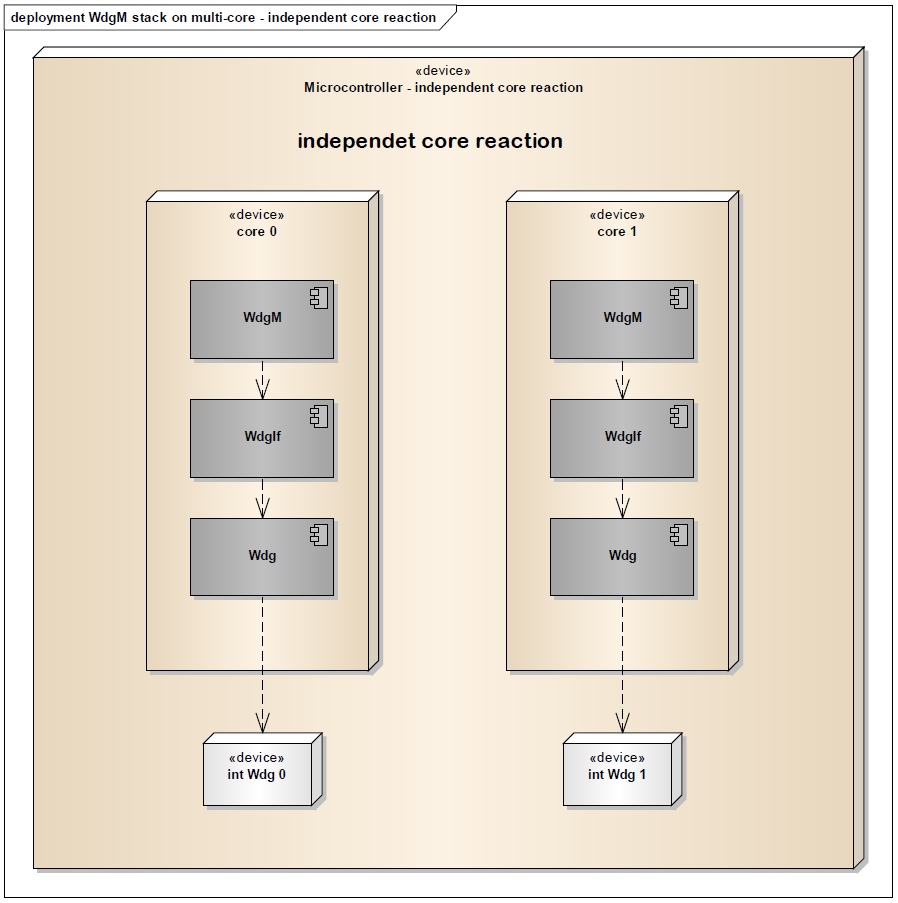 deployment WdgM stack on multi-core - independent core reaction
«device»
Microcontroller - independent core reaction
independet core reaction
«device»
core 0
WdgM
WdgIf
Wdg
«device»
int Wdg 0
«device»
core 1
WdgM
WdgIf
Wdg
«device»
int Wdg 1